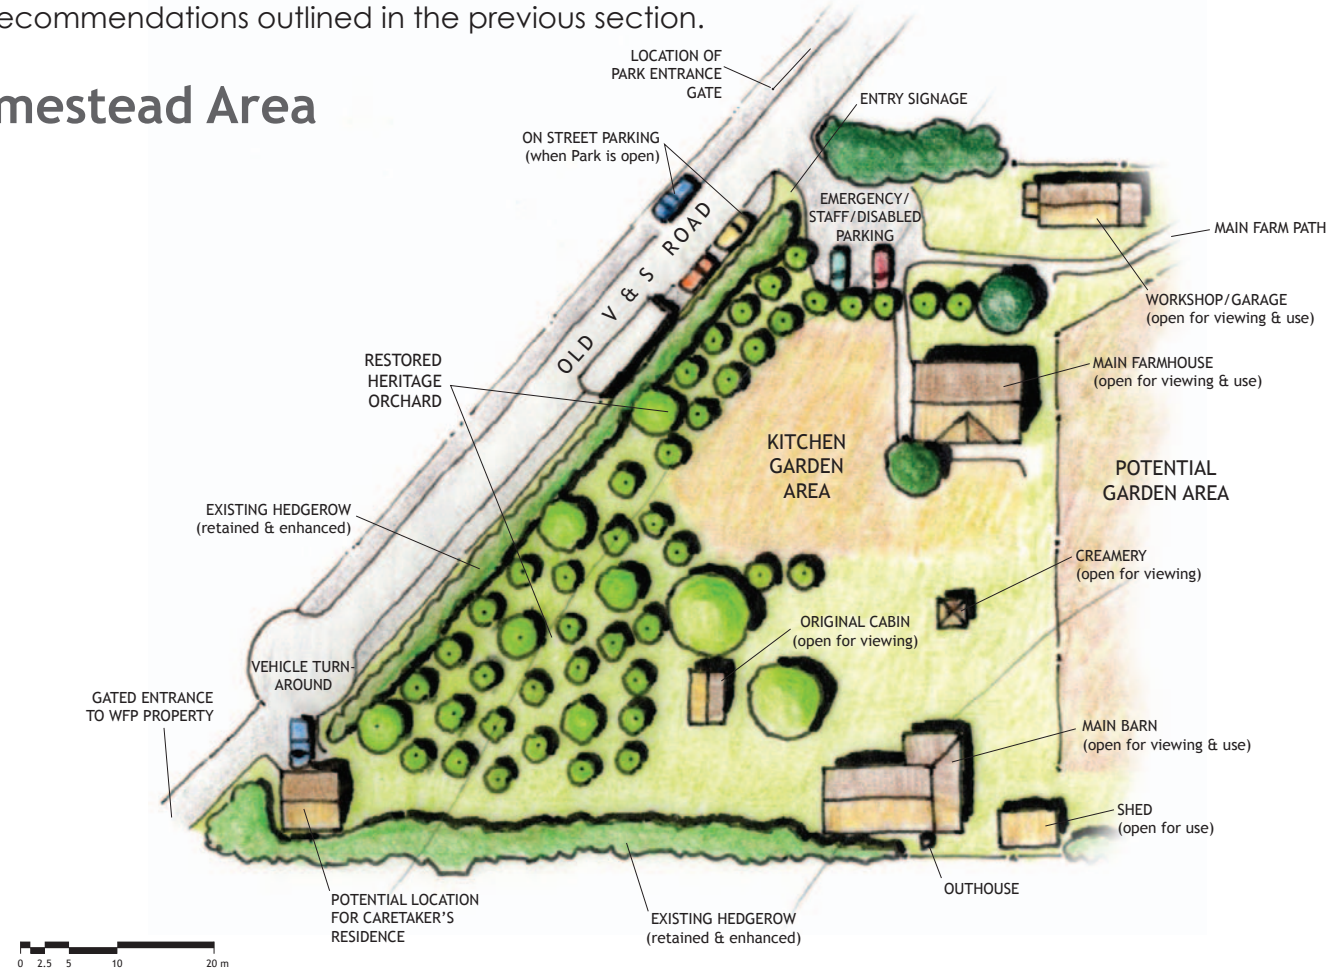 ecommendations outlined in the previous section.
mestead Area
LOCATION OF
PARK ENTRANCE
GATE
ENTRY SIGNAGE
ON STREET PARKING
(when Park is open)
EMERGENCY/
STAFF/DISABLED
PARKING
MAIN FARM PATH
OLD V & S ROAD
WORKSHOP/GARAGE
(open for viewing & use)
RESTORED
HERITAGE
ORCHARD
MAIN FARMHOUSE
(open for viewing & use)
KITCHEN
GARDEN
AREA
POTENTIAL
GARDEN AREA
EXISTING HEDGEROW
(retained & enhanced)
CREAMERY
(open for viewing)
ORIGINAL CABIN
(open for viewing)
VEHICLE TURN-
AROUND
GATED ENTRANCE
TO WFP PROPERTY
MAIN BARN
(open for viewing & use)
SHED
(open for use)
OUTHOUSE
POTENTIAL LOCATION
FOR CARETAKER'S
RESIDENCE
EXISTING HEDGEROW
(retained & enhanced)
0 2.5 5 10 20 m